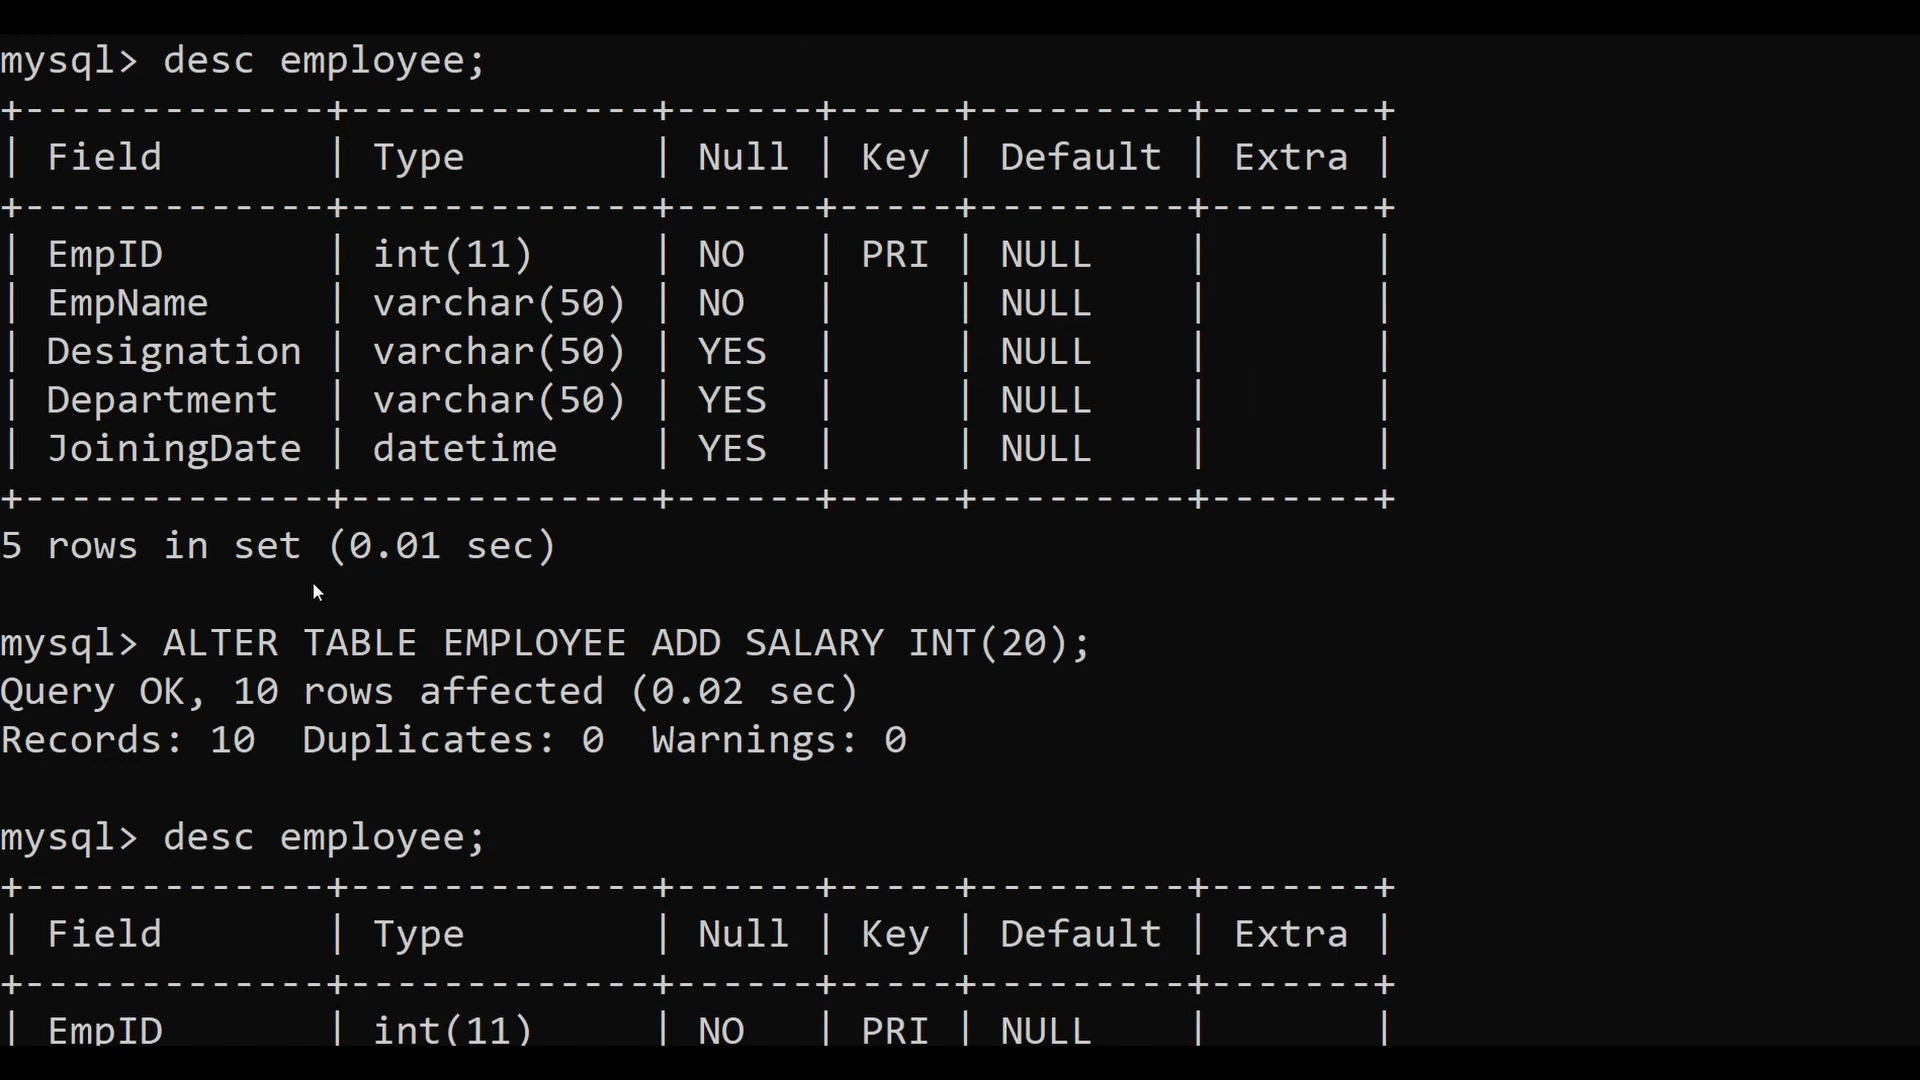 mysql> desc employee;
+-------------+-------------+------+-----+---------+-------+
| Field       | Type        | Null | Key | Default | Extra |
+-------------+-------------+------+-----+---------+-------+
| EmpID       | int(11)     | NO   | PRI | NULL    |       |
| EmpName     | varchar(50) | NO   |     | NULL    |       |
| Designation | varchar(50) | YES  |     | NULL    |       |
| Department  | varchar(50) | YES  |     | NULL    |       |
| JoiningDate | datetime    | YES  |     | NULL    |       |
+-------------+-------------+------+-----+---------+-------+
5 rows in set (0.01 sec)
mysql> ALTER TABLE EMPLOYEE ADD SALARY INT(20);
Query OK, 10 rows affected (0.02 sec)
Records: 10  Duplicates: 0  Warnings: 0
mysql> desc employee;
+-------------+-------------+------+-----+---------+-------+
| Field       | Type        | Null | Key | Default | Extra |
+-------------+-------------+------+-----+---------+-------+
| EmpID       | int(11)     | NO   | PRI | NULL    |       |